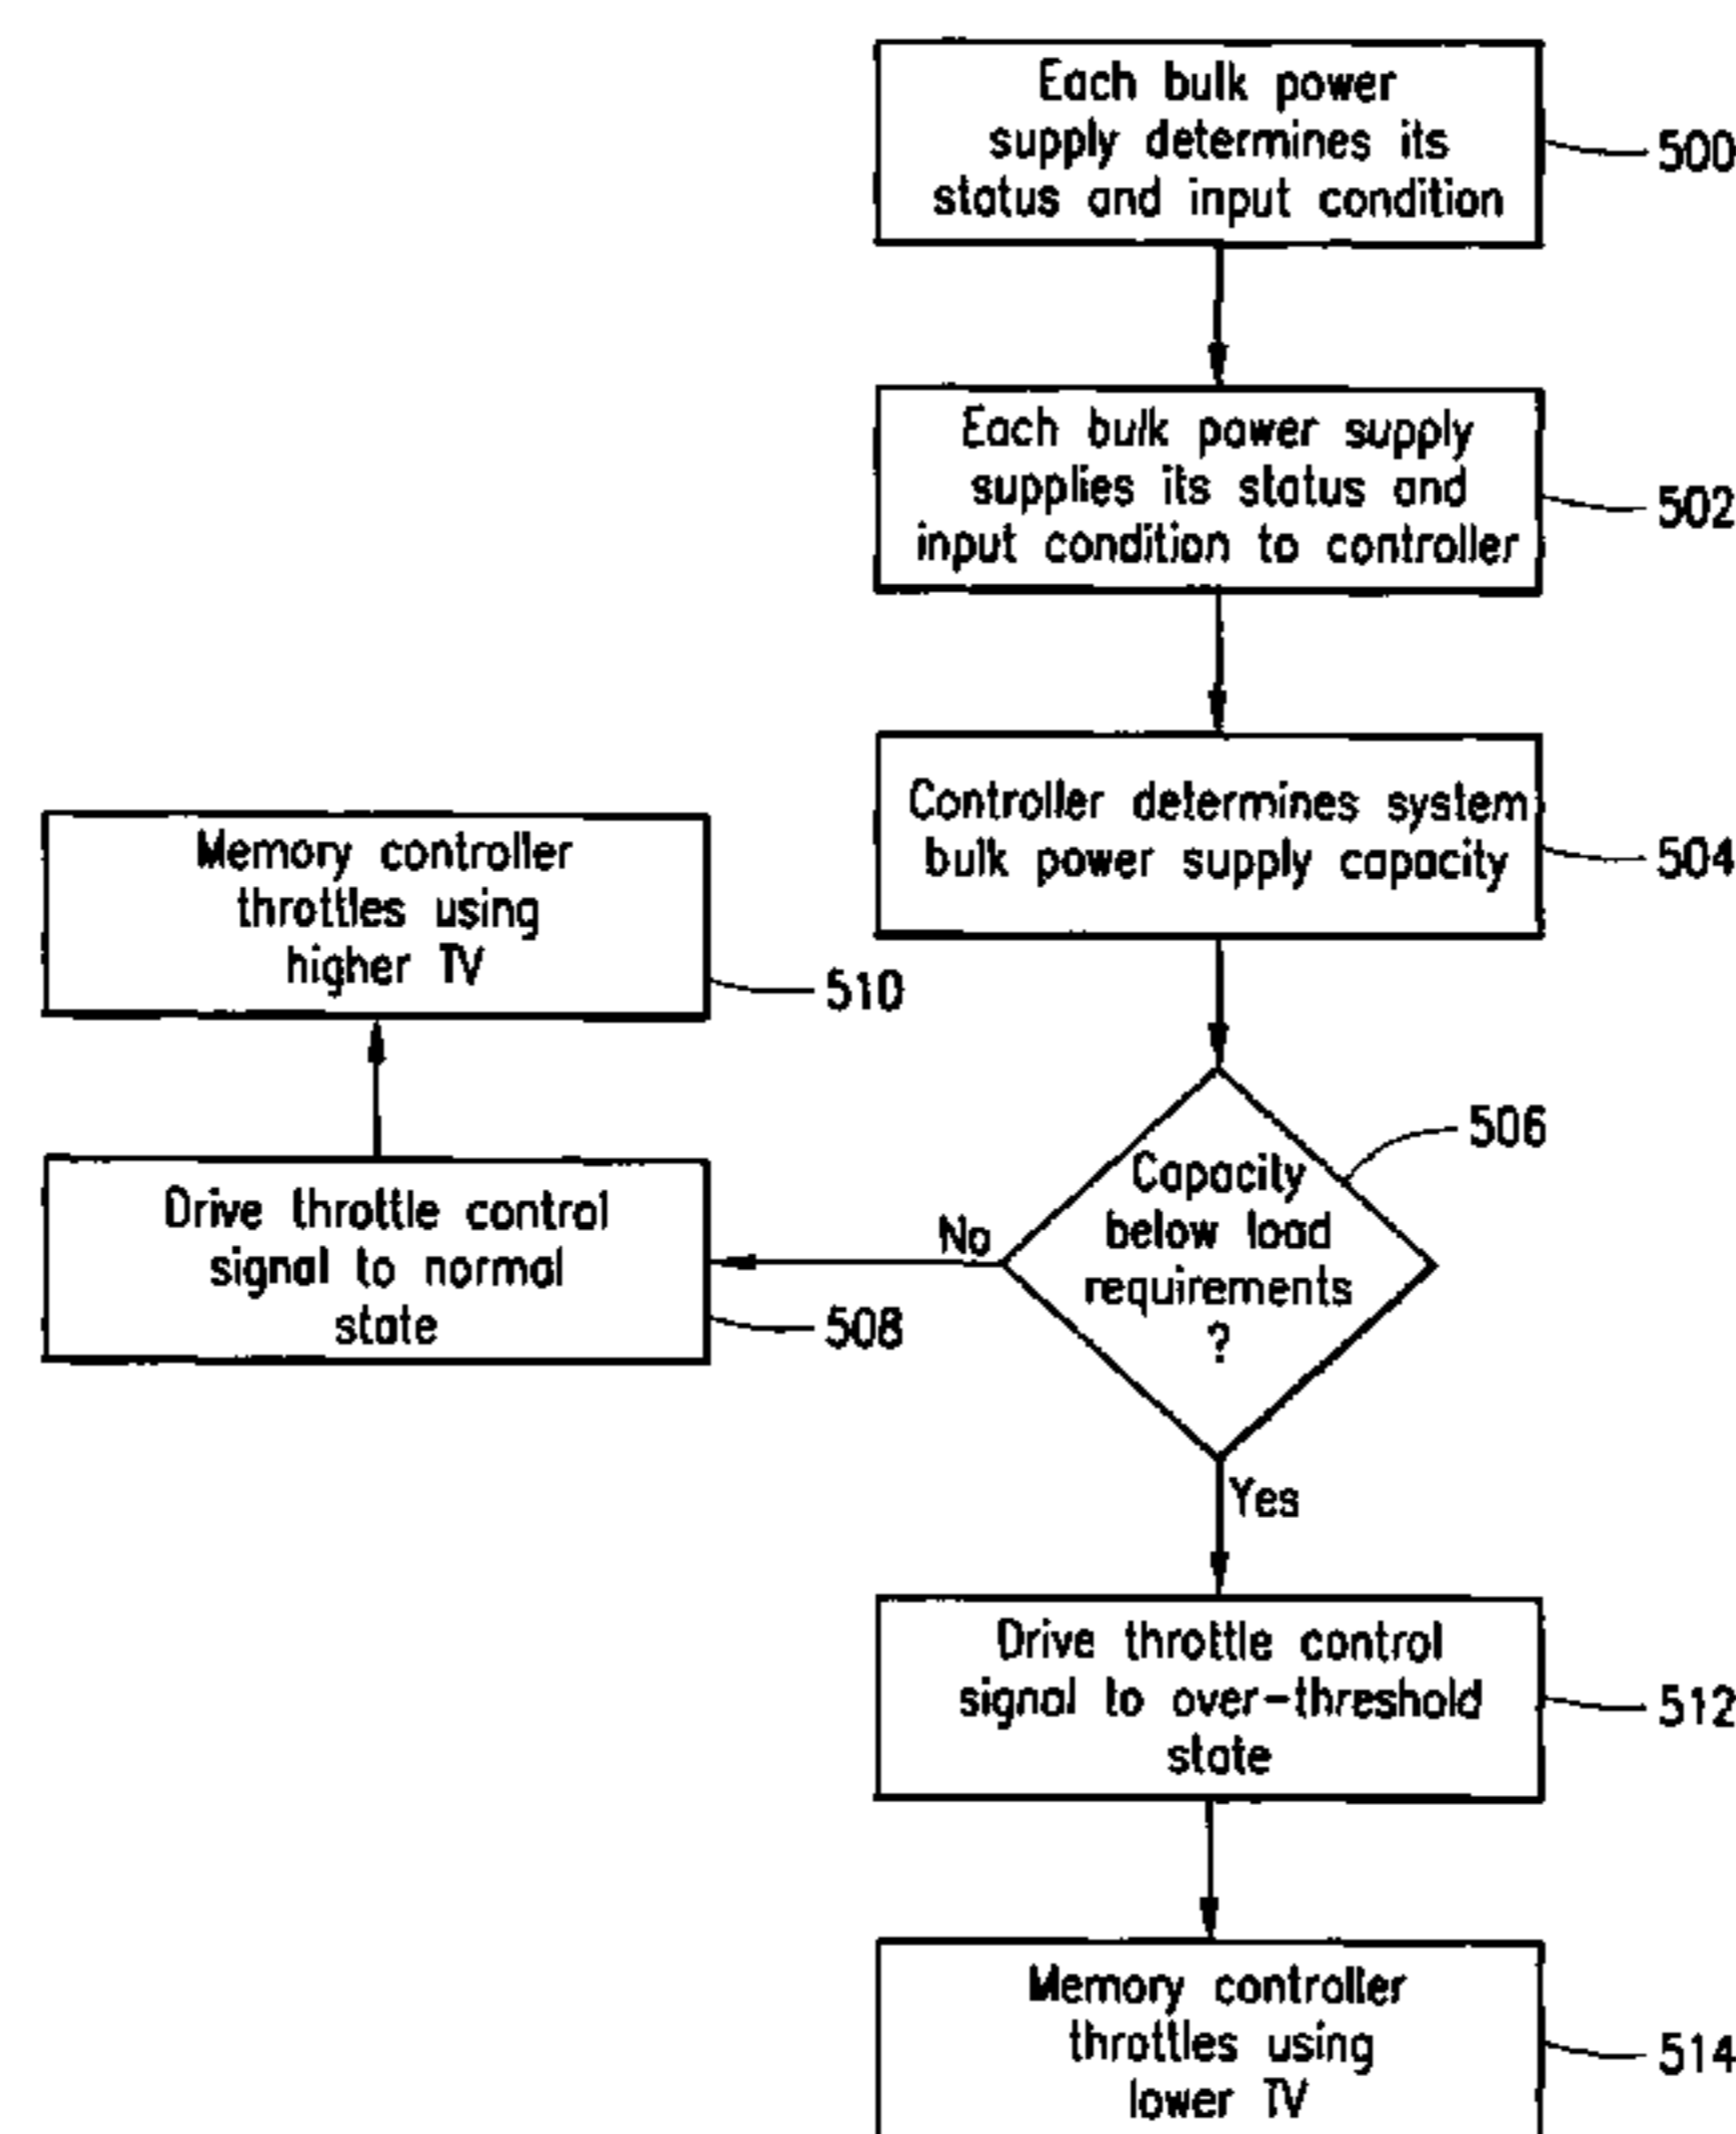 Each bulk power
supply determines its
status and input condition
500
Each bulk power supply
supplies its status and
input condition to controller
502
Controller determines system
bulk power supply capacity
504
Memory controller
throttles using
higher TV
510
506
Capacity
below load
requirements
?
No
Drive throttle control
signal to normal
state
508
Yes
Drive throttle control
signal to over-threshold
state
512
Memory controller
throttles using
lower TV
514